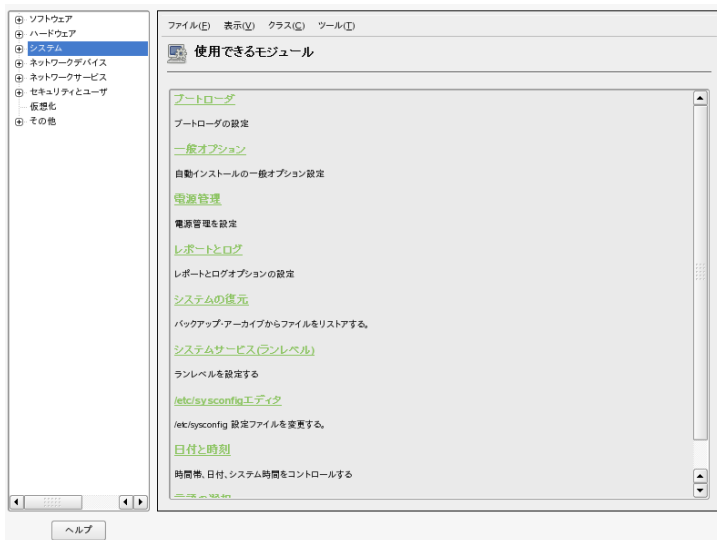 ソフトウェア
ハードウェア
システム
ネットワークデバイス
ネットワークサービス
セキュリティとユーザ
仮想化
その他
ファイル(F) 表示(V) クラス(C) ツール(T)
使用できるモジュール
ブートローダ
ブートローダの設定
一般オプション
自動インストールの一般オプション設定
電源管理
電源管理を設定
レポートとログ
レポートとログオプションの設定
システムの復元
バックアップ・アーカイブからファイルをリストアする。
システムサービス(ランレベル)
ランレベルを設定する
/etc/sysconfigエディタ
/etc/sysconfig 設定ファイルを変更する。
日付と時刻
時間帯、日付、システム時間をコントロールする
ヘルプ